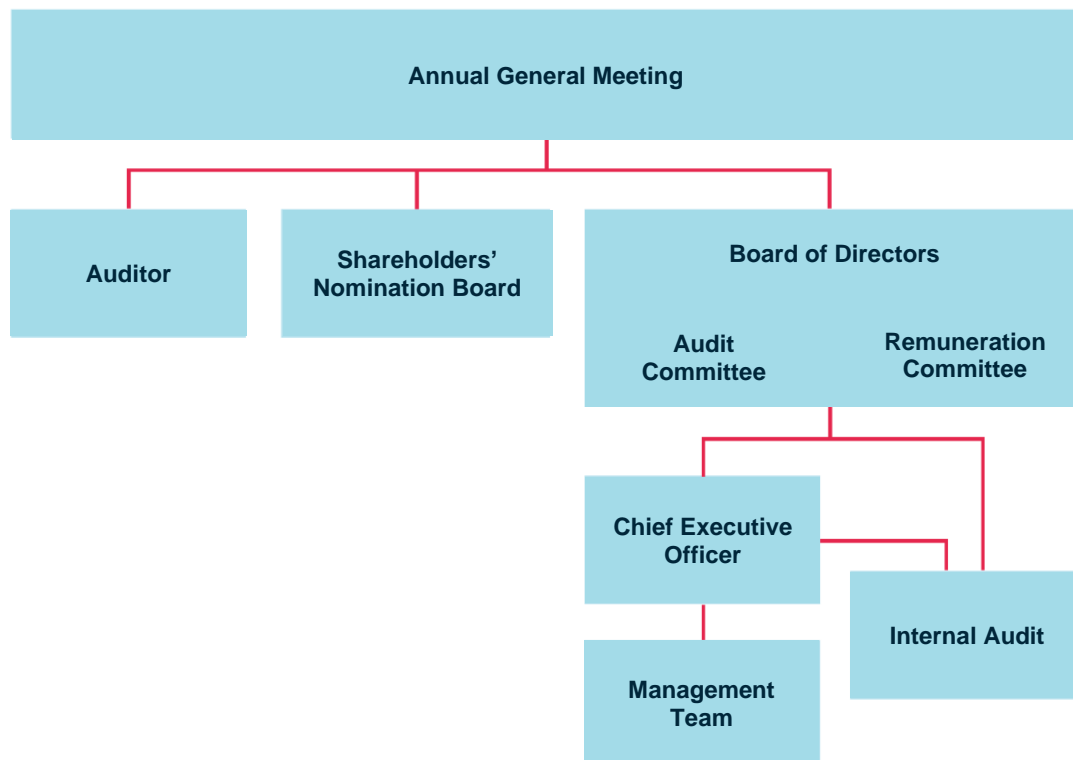 Annual General Meeting
Auditor
Shareholders’
Nomination Board
Board of Directors
Audit
Committee
Remuneration
Committee
Chief Executive
Officer
Internal Audit
Management
Team